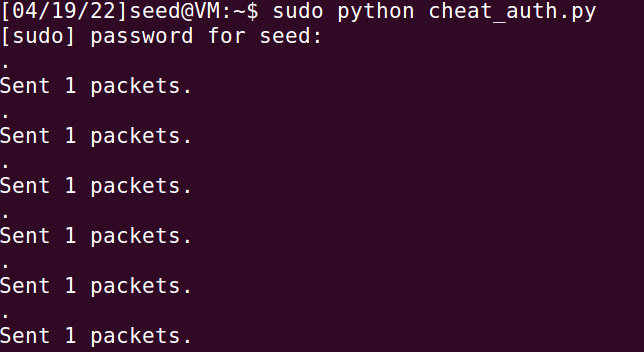 [04/19/22]seed@VM:~$ sudo python cheat_auth.py
[sudo] password for seed:
.
Sent 1 packets.
.
Sent 1 packets.
.
Sent 1 packets.
.
Sent 1 packets.
.
Sent 1 packets.
.
Sent 1 packets.